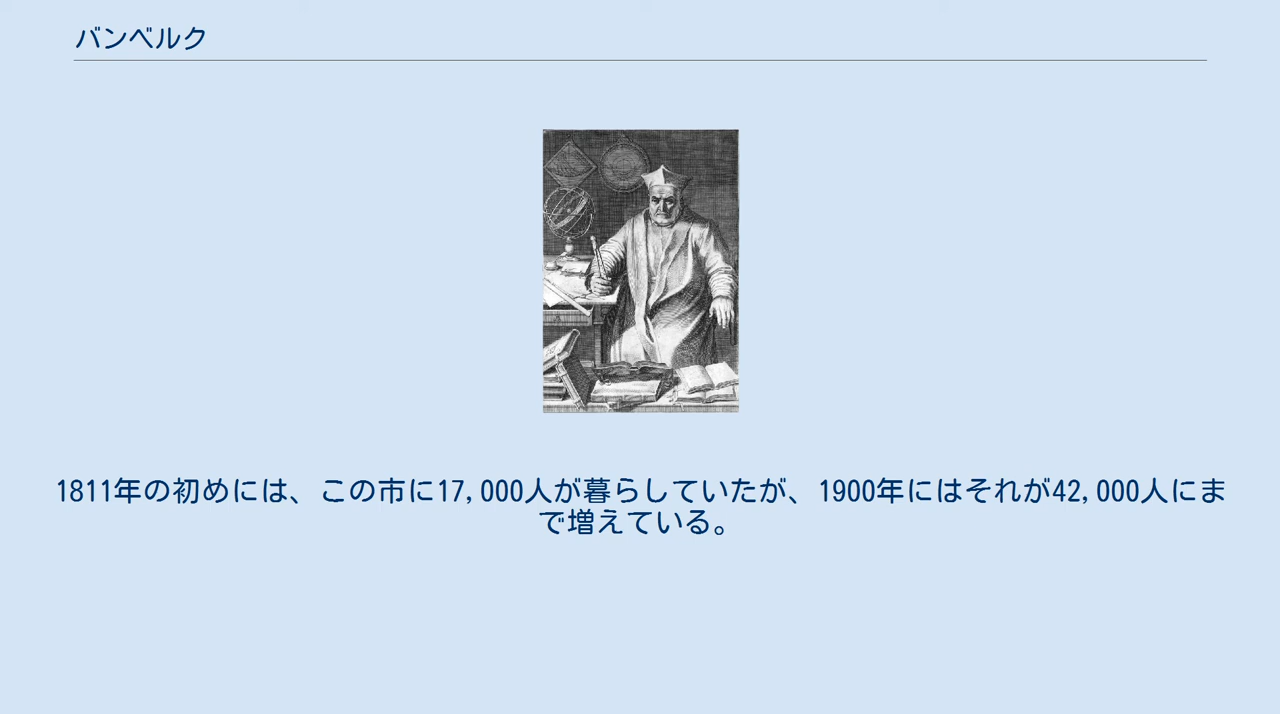 バンベルク
1811年の初めには、この市に17,000人が暮らしていたが、1900年にはそれが42,000人にま
で増えている。